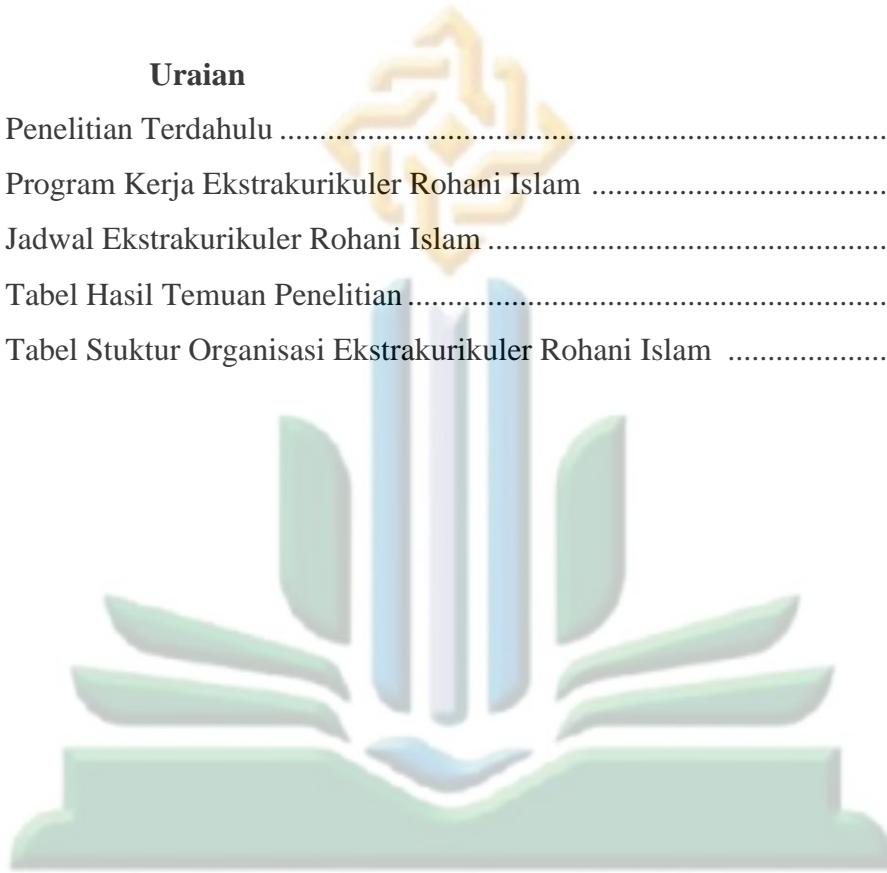 Uraian
Penelitian Terdahulu ............................................................................
Program Kerja Ekstrakurikuler Rohani Islam .....................................
Jadwal Ekstrakurikuler Rohani Islam ..................................................
Tabel Hasil Temuan Penelitian ............................................................
Tabel Stuktur Organisasi Ekstrakurikuler Rohani Islam ....................